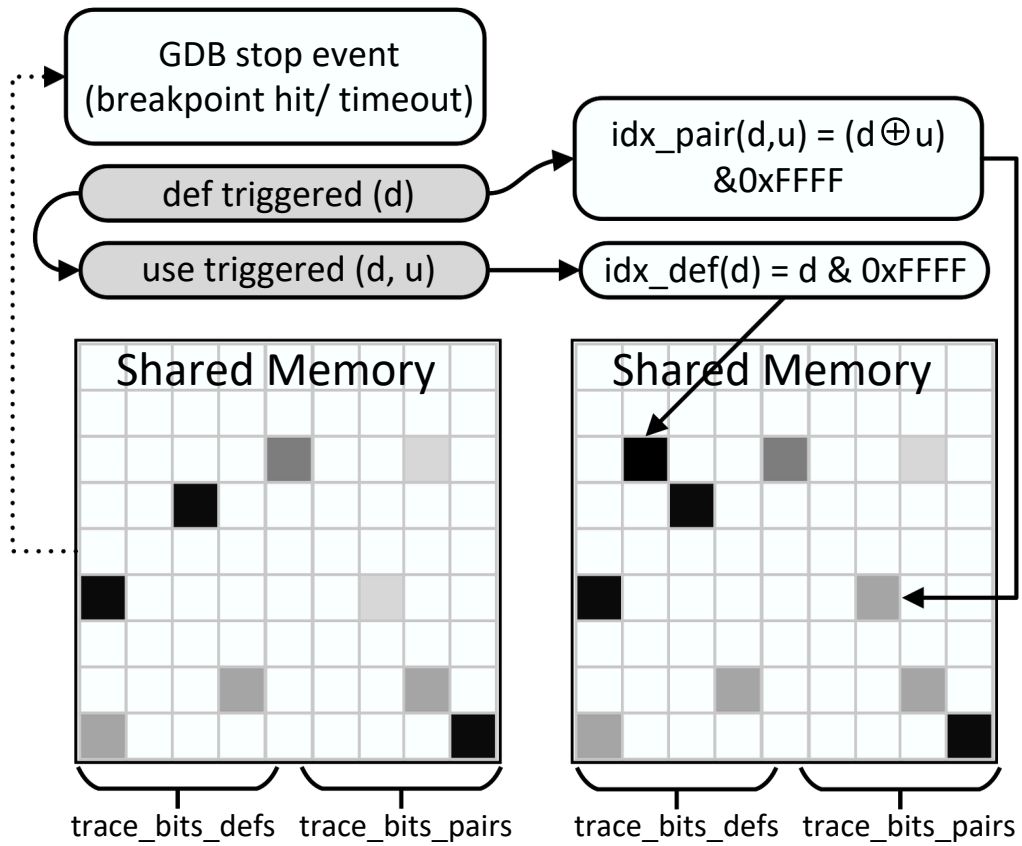 GDB stop event
(breakpoint hit/ timeout)
idx_pair(d,u) = (d⊕u)
&0xFFFF
def triggered (d)
use triggered (d, u)
idx_def(d) = d & 0xFFFF
Shared Memory
Shared Memory
trace_bits_defs
trace_bits_pairs
trace_bits_defs
trace_bits_pairs